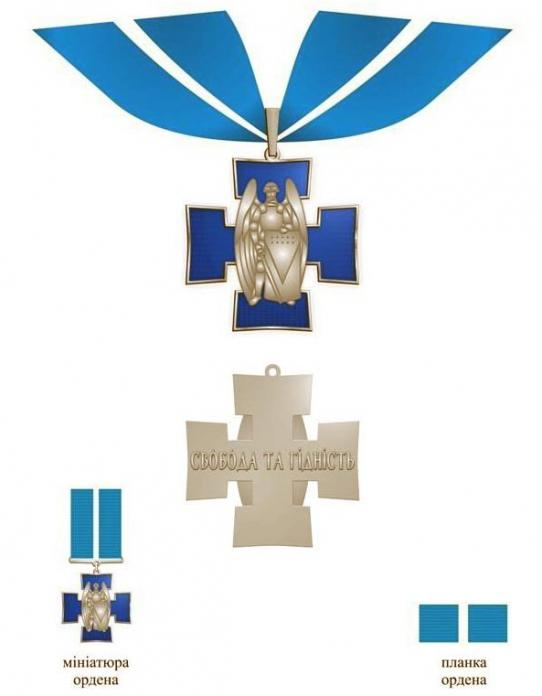 СВОБОДА ТА ГІДНІСТЬ
мініатюра
ордена
планка
ордена